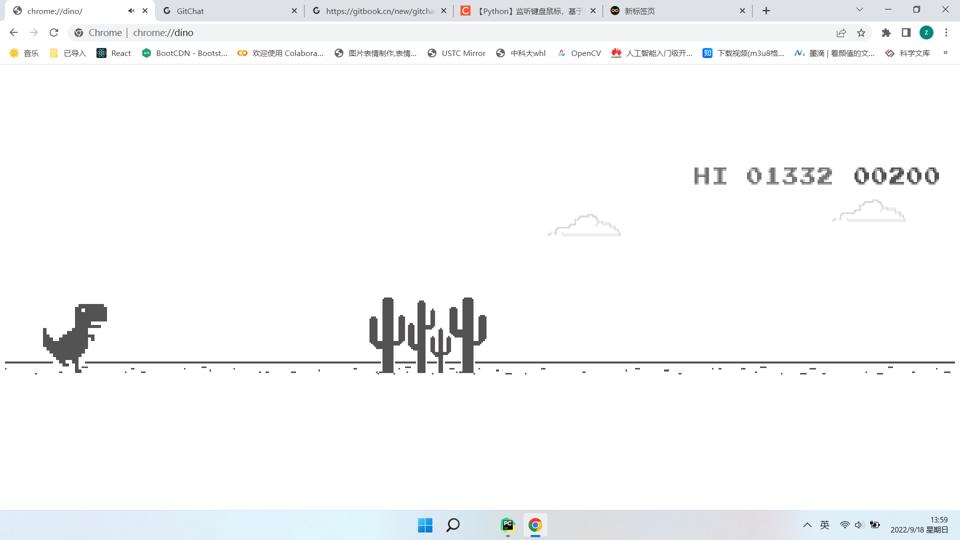 chrome://dino/
GitChat
https://gitbook.cn/new/gitcha
【Python】监听键盘鼠标，基于
新标签页
Chrome | chrome://dino
音乐
已导入
React
BootCDN - Bootst...
欢迎使用 Colabora...
图片表情制作,表情...
USTC Mirror
中科大whl
OpenCV
人工智能入门级开...
下载视频(m3u8格...
墨滴 | 看颜值的文...
科学文库
»
HI 01332 00200
英
13:59
2022/9/18 星期日